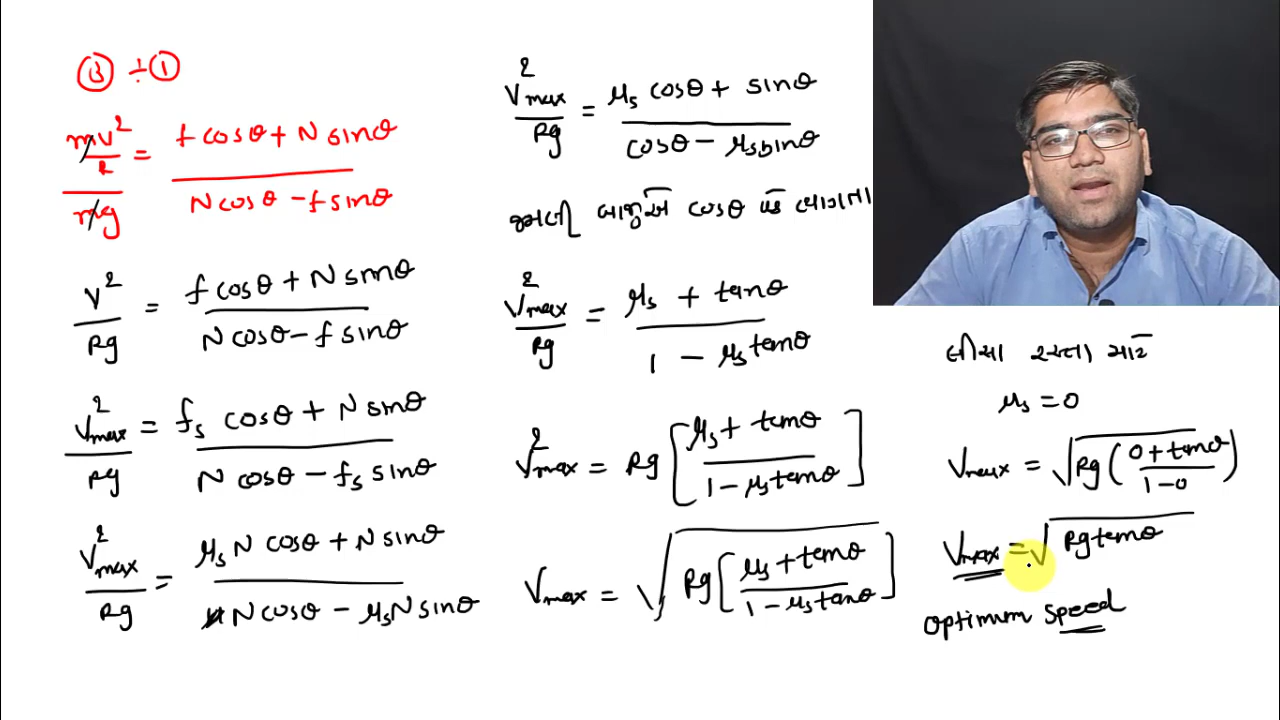 ③ ÷ ①
mv²/R / mg = f cosθ + N sinθ / N cosθ - f sinθ
v²/Rg = f cosθ + N sinθ / N cosθ - f sinθ
V²max/Rg = fs cosθ + N sinθ / N cosθ - fs sinθ
V²max/Rg = μs N cosθ + N sinθ / N cosθ - μs N sinθ
V²max/Rg = μs cosθ + sinθ / cosθ - μs sinθ
cosθ
V²max/Rg = μs + tanθ / 1 - μs tanθ
V²max = Rg [μs + tanθ / 1 - μs tanθ]
Vmax = √Rg [μs + tanθ / 1 - μs tanθ]
લીસા રસ્તા માટે
μs = 0
Vmax = √Rg (0 + tanθ / 1 - 0)
Vmax = √Rg tanθ
optimum speed